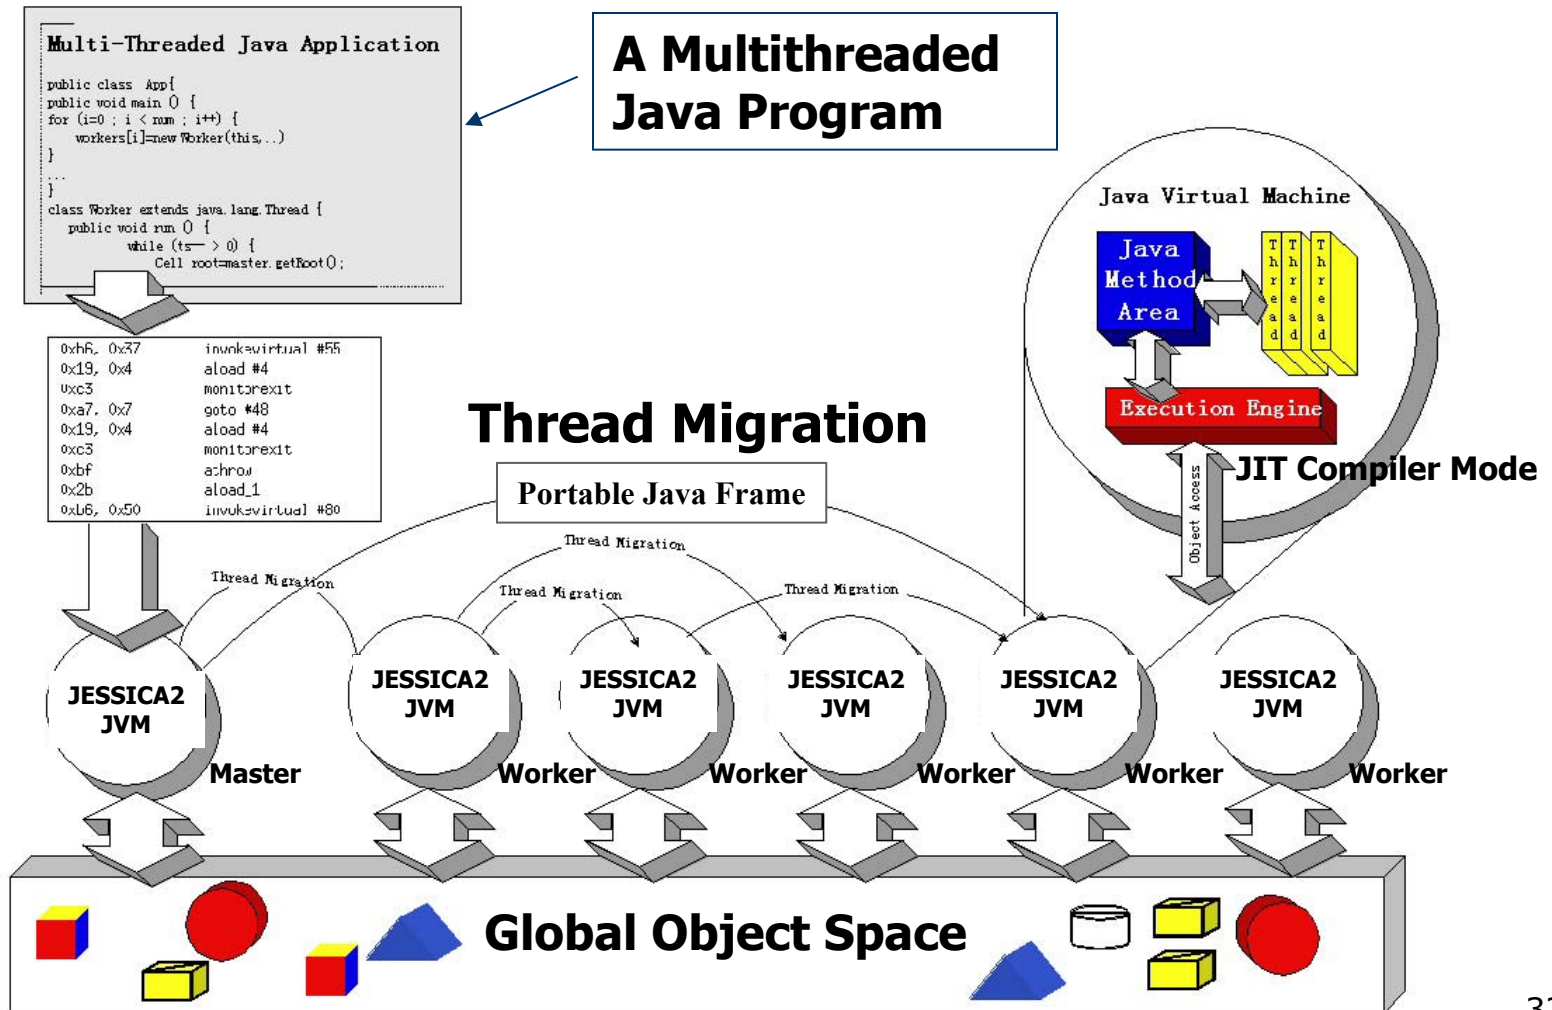 Multi-Threaded Java Application
public class App{
public void main () {
for (i=0 ; i < num ; i++) {
workers[i]=new Worker(this,..)
}
...
}
class Worker extends java.lang.Thread {
public void run () {
while (ts-- > 0) {
Cell root=master.getRoot();
A Multithreaded
Java Program
0xb6, 0x37 invokevirtual #55
0x19, 0x4 aload #4
0xc3 monitorexit
0xa7, 0x7 goto #48
0x19, 0x4 aload #4
0xc3 monitorexit
0xbf athrow
0x2b aload_1
0xb6, 0x50 invokevirtual #80
Java Virtual Machine
Java
Method
Area
Thread
Thread
Thread
Execution Engine
JIT Compiler Mode
Object Access
Thread Migration
Portable Java Frame
Thread Migration
Thread Migration
Thread Migration
Thread Migration
JESSICA2
JVM
Master
JESSICA2
JVM
Worker
JESSICA2
JVM
Worker
JESSICA2
JVM
Worker
JESSICA2
JVM
Worker
JESSICA2
JVM
Worker
Global Object Space